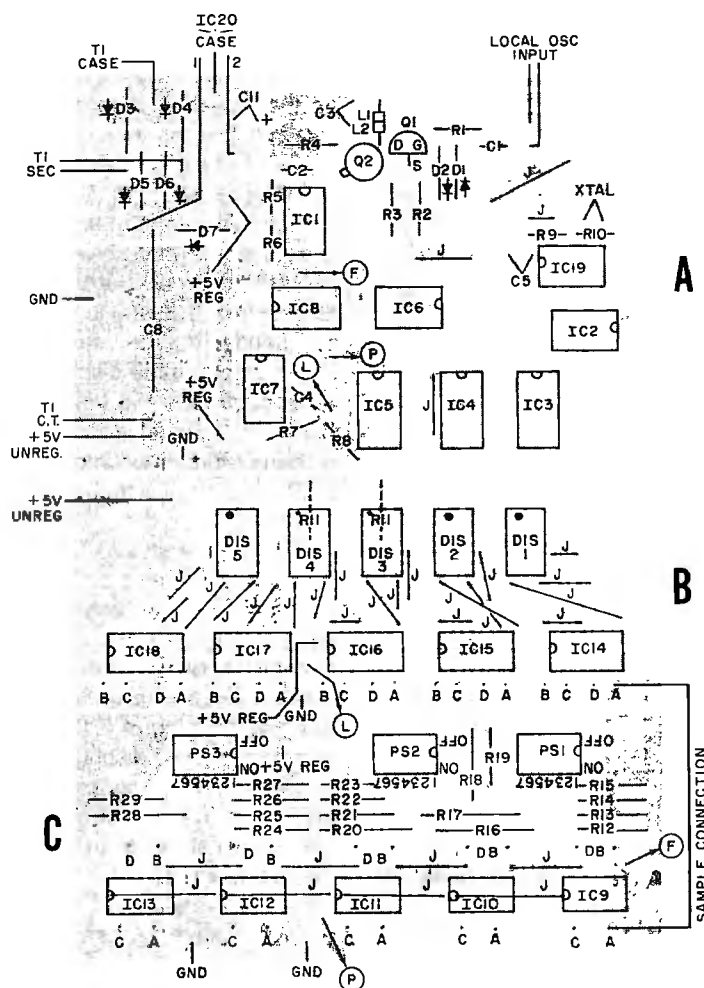 IC20
CASE
1 2
T1
CASE
LOCAL OSC
INPUT
D3 D4
C11
+
C3
L1
L2
Q1
D G
S
R1
C1
R4
Q2
T1
SEC
D5 D6
C2
D2 D1
J
XTAL
R5
IC1
R3 R2
J
R9 R10
D7
R6
J
IC19
+5V
REG
F
C5
A
GND
IC8
IC6
C8
IC2
P
L
+5V
REG
IC7
C4
IC5
J
IC4
IC3
T1
C.T.
R7
R8
+5V
UNREG.
GND
+5V
UNREG
R11
R11
DIS
5
DIS
4
DIS
3
DIS
2
DIS
1
J
J J J J J J J J J J J
B
J J J J
IC18 IC17 IC16 IC15 IC14
B C D A B C D A B C D A B C D A B C D A
+5V REG
GND
L
PS3
OFF
PS2
OFF
R19
PS1
OFF
1234567
NO
+5V REG
1234567
NO
R18
1234567
NO
R29
R27
R23
R15
R26
R22
R14
R28
R25
R21
R17
R13
R24
R20
R16
R12
C
D B J D B J D B J D B J D B
F
J J J J
IC13 IC12 IC11 IC10 IC9
C A C A C A C A C A
GND
GND
P
SAMPLE CONNECTION